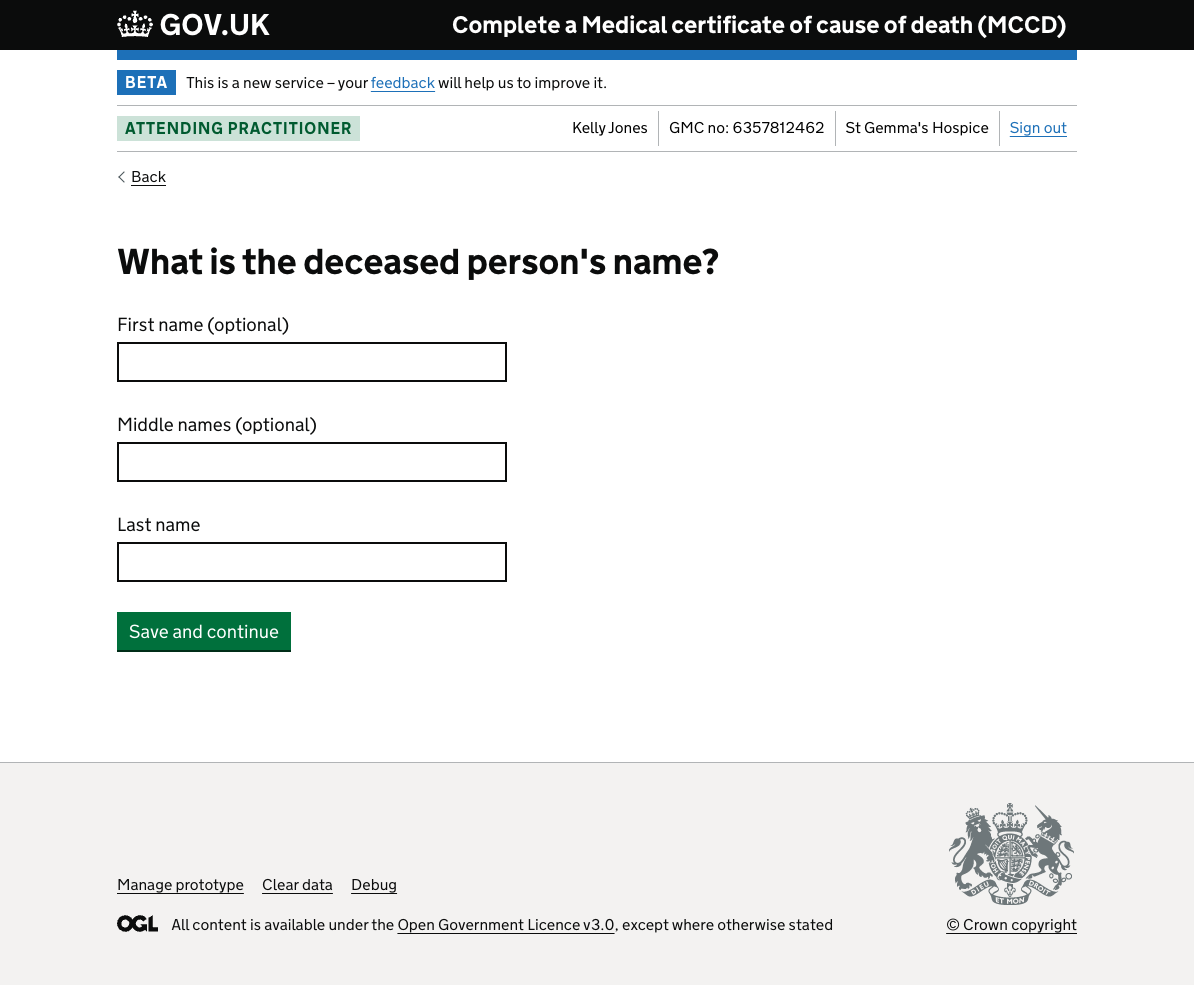 GOV.UK
Complete a Medical certificate of cause of death (MCCD)
BETA This is a new service – your feedback will help us to improve it.
ATTENDING PRACTITIONER
Kelly Jones GMC no: 6357812462 St Gemma's Hospice Sign out
Back
What is the deceased person's name?
First name (optional)
Middle names (optional)
Last name
Save and continue
Manage prototype Clear data Debug
OGL All content is available under the Open Government Licence v3.0, except where otherwise stated
DIEU ET MON DROIT
© Crown copyright